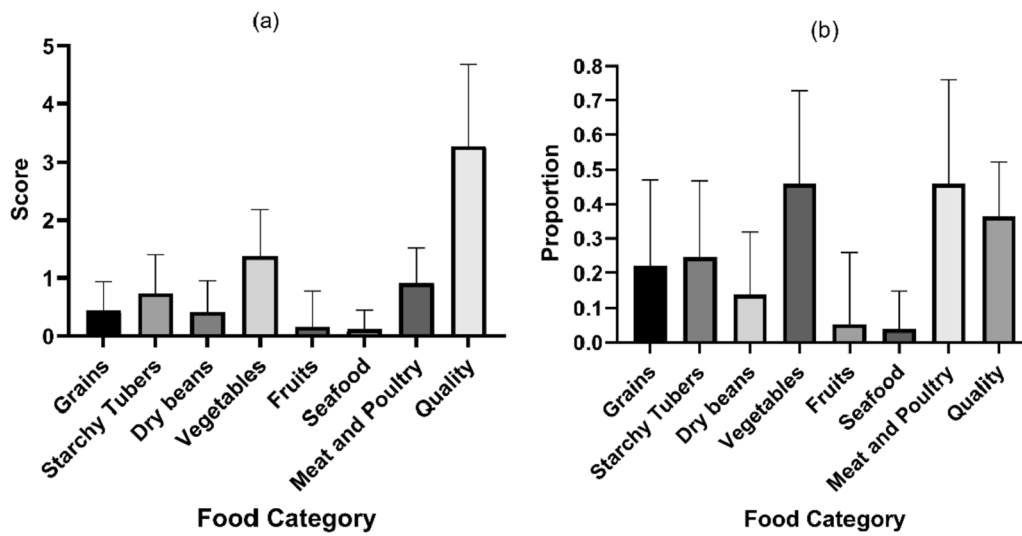 (a)
Score
5
4
3
2
1
0
Grains
Starchy Tubers
Dry beans
Vegetables
Fruits
Seafood
Meat and Poultry
Quality
Food Category
(b)
Proportion
0.8
0.7
0.6
0.5
0.4
0.3
0.2
0.1
0.0
Grains
Starchy Tubers
Dry beans
Vegetables
Fruits
Seafood
Meat and Poultry
Quality
Food Category